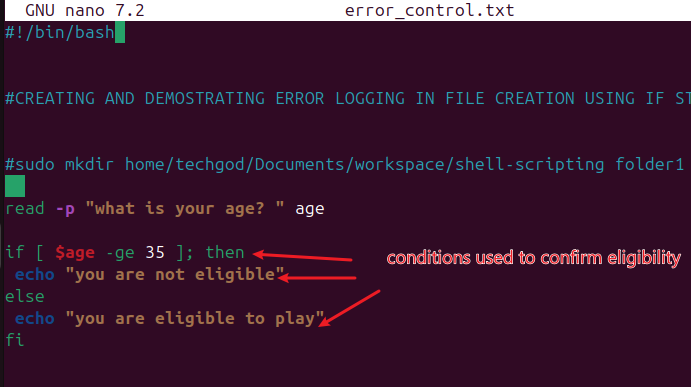 GNU nano 7.2 error_control.txt
#!/bin/bash
#CREATING AND DEMOSTRATING ERROR LOGGING IN FILE CREATION USING IF ST
#sudo mkdir home/techgod/Documents/workspace/shell-scripting folder1
read -p "what is your age? " age
if [ $age -ge 35 ]; then
conditions used to confirm eligibility
echo "you are not eligible"
else
echo "you are eligible to play"
fi